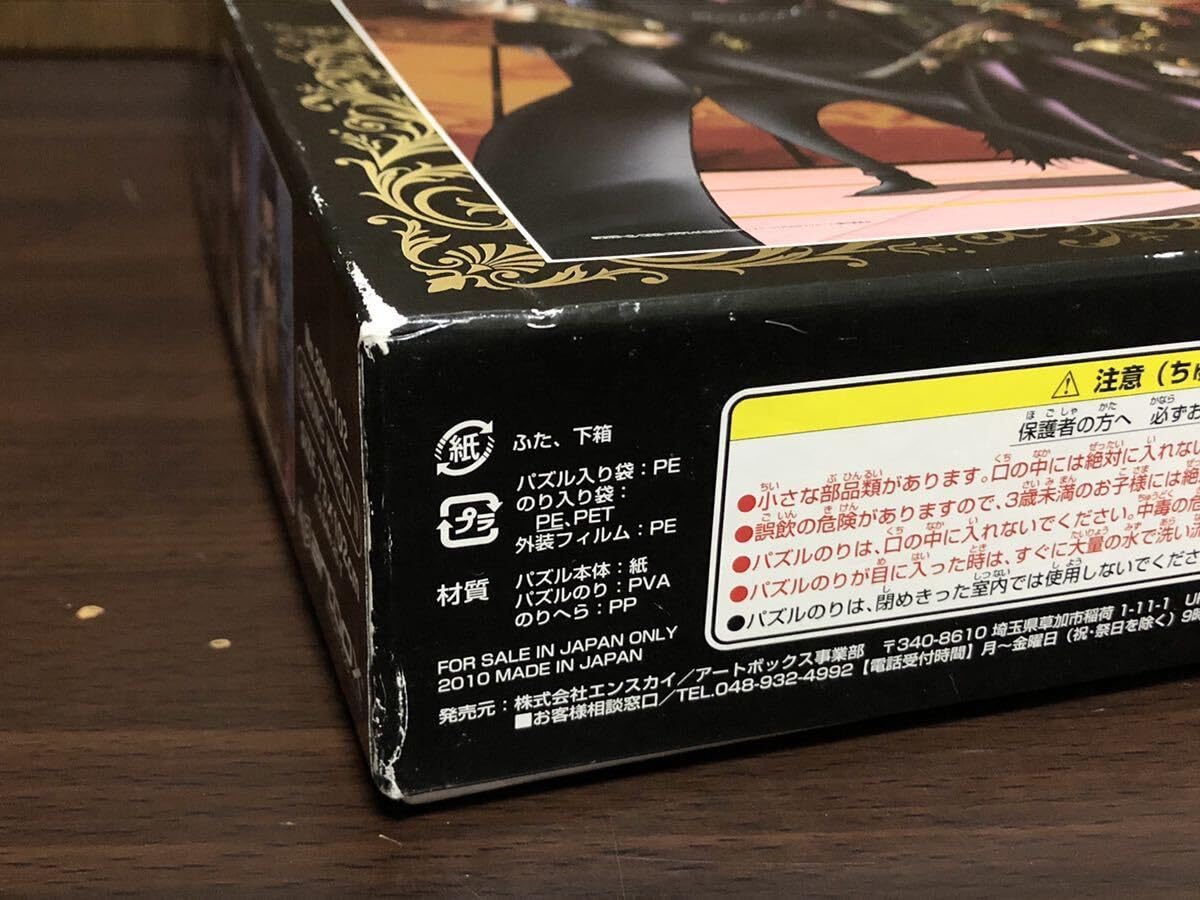 紙
ふた、下箱
プラ
パズル入り袋：PE
のり入り袋：
PE、PET
外装フィルム：PE
材質
パズル本体：紙
パズルのり：PVA
のりへら：PP
FOR SALE IN JAPAN ONLY
2010 MADE IN JAPAN
発売元：株式会社エンスカイ／アートボックス事業部 〒340-8610 埼玉県草加市稲荷 1-11-1
■お客様相談窓口／TEL.048-932-4992【電話受付時間】月～金曜日（祝・祭日を除く）
注意（ち
保護者の方へ 必ずお
●小さな部品類があります。口の中には絶対に入れない
●誤飲の危険がありますので、3歳未満のお子様には絶
●パズルのりは、口の中に入れないでください。中毒の危
●パズルのりが目に入った時は、すぐに大量の水で洗い流
●パズルのりは、閉めきった室内では使用しないでくださ